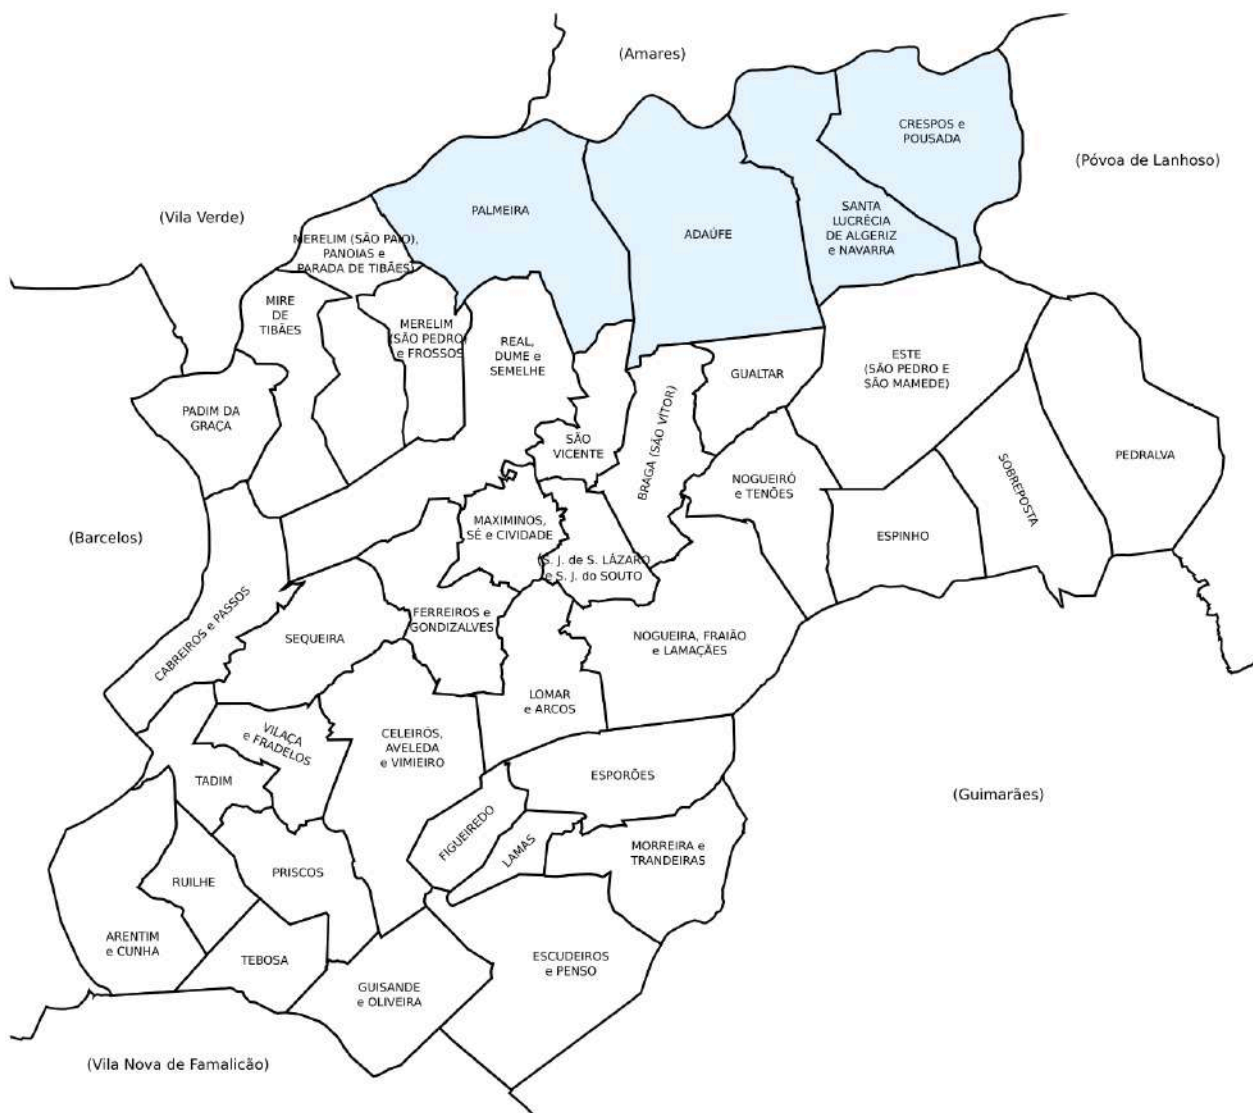 (Amares)
CRESPOS e
POUSADA
(Póvoa de Lanhoso)
(Vila Verde)
PALMEIRA
ADAÚFE
SANTA
LUCRÉCIA
DE ALGERIZ
e NAVARRA
MERELIM (SÃO PAIO),
PANOIAS e
PARADA DE TIBÃES)
MIRE
DE
TIBÃES
MERELIM
(SÃO PEDRO)
e FROSSOS
REAL,
DUME e
SEMELHE
GUALTAR
ESTE
(SÃO PEDRO E
SÃO MAMEDE)
PADIM DA
GRAÇA
SÃO
VICENTE
BRAGA (SÃO VÍTOR)
NOGUEIRÓ
e TENÕES
SOBREPOSTA
PEDRALVA
(Barcelos)
MAXIMINOS,
SÉ e CIVIDADE
ESPINHO
(S. J. de S. LÁZARO
e S. J. do SOUTO
CABREIROS e PASSOS
SEQUEIRA
FERREIROS e
GONDIZALVES
NOGUEIRA, FRAIÃO
e LAMAÇÃES
LOMAR
e ARCOS
VILAÇA
e FRADELOS
CELEIRÓS,
AVELEDA
e VIMIEIRO
TADIM
ESPORÕES
(Guimarães)
FIGUEIREDO
LAMAS
MORREIRA e
TRANDEIRAS
RUILHE
PRISCOS
ARENTIM
e CUNHA
TEBOSA
ESCUDEIROS
e PENSO
GUISANDE
e OLIVEIRA
(Vila Nova de Famalicão)